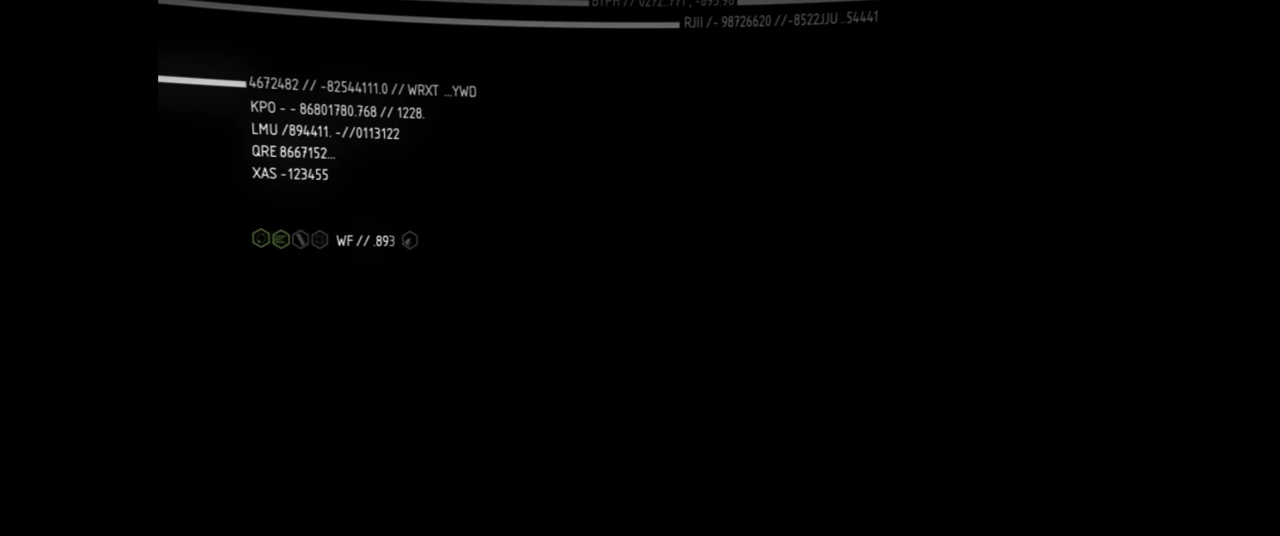 RJII /- 98726620 //-8522JJU ..54441
4672482 // -82544111.0 // WRXT ...YWD
KPO - - 86801780.768 // 1228.
LMU /894411. -//0113122
QRE 8667152...
XAS -123455
WF // .893